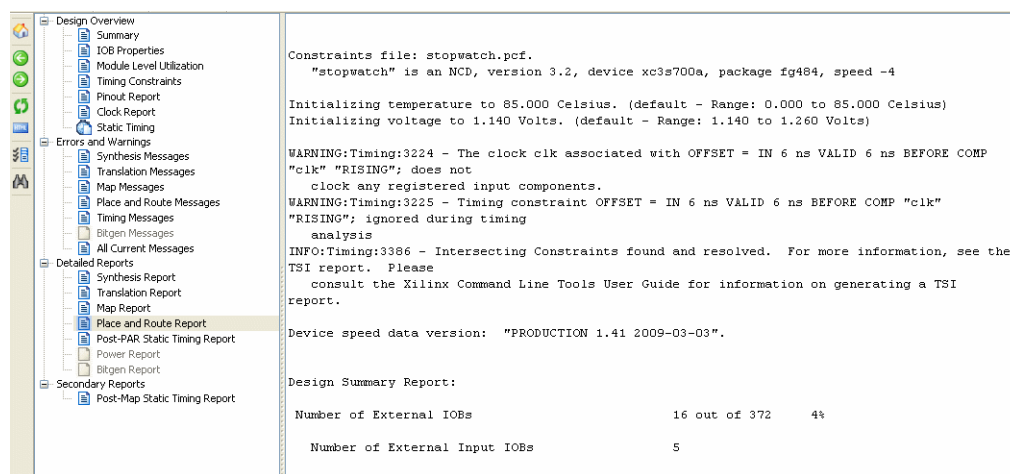 Design Overview
Summary
IOB Properties
Module Level Utilization
Timing Constraints
Pinout Report
Clock Report
Static Timing
Errors and Warnings
Synthesis Messages
Translation Messages
Map Messages
Place and Route Messages
Timing Messages
Bitgen Messages
All Current Messages
Detailed Reports
Synthesis Report
Translation Report
Map Report
Place and Route Report
Post-PAR Static Timing Report
Power Report
Bitgen Report
Secondary Reports
Post-Map Static Timing Report
Constraints file: stopwatch.pcf.
"stopwatch" is an NCD, version 3.2, device xc3s700a, package fg484, speed -4
Initializing temperature to 85.000 Celsius. (default - Range: 0.000 to 85.000 Celsius)
Initializing voltage to 1.140 Volts. (default - Range: 1.140 to 1.260 Volts)
WARNING:Timing:3224 - The clock clk associated with OFFSET = IN 6 ns VALID 6 ns BEFORE COMP
"clk" "RISING"; does not
clock any registered input components.
WARNING:Timing:3225 - Timing constraint OFFSET = IN 6 ns VALID 6 ns BEFORE COMP "clk"
"RISING"; ignored during timing
analysis
INFO:Timing:3386 - Intersecting Constraints found and resolved. For more information, see the
TSI report. Please
consult the Xilinx Command Line Tools User Guide for information on generating a TSI
report.
Device speed data version: "PRODUCTION 1.41 2009-03-03".
Design Summary Report:
Number of External IOBs 16 out of 372 4%
Number of External Input IOBs 5